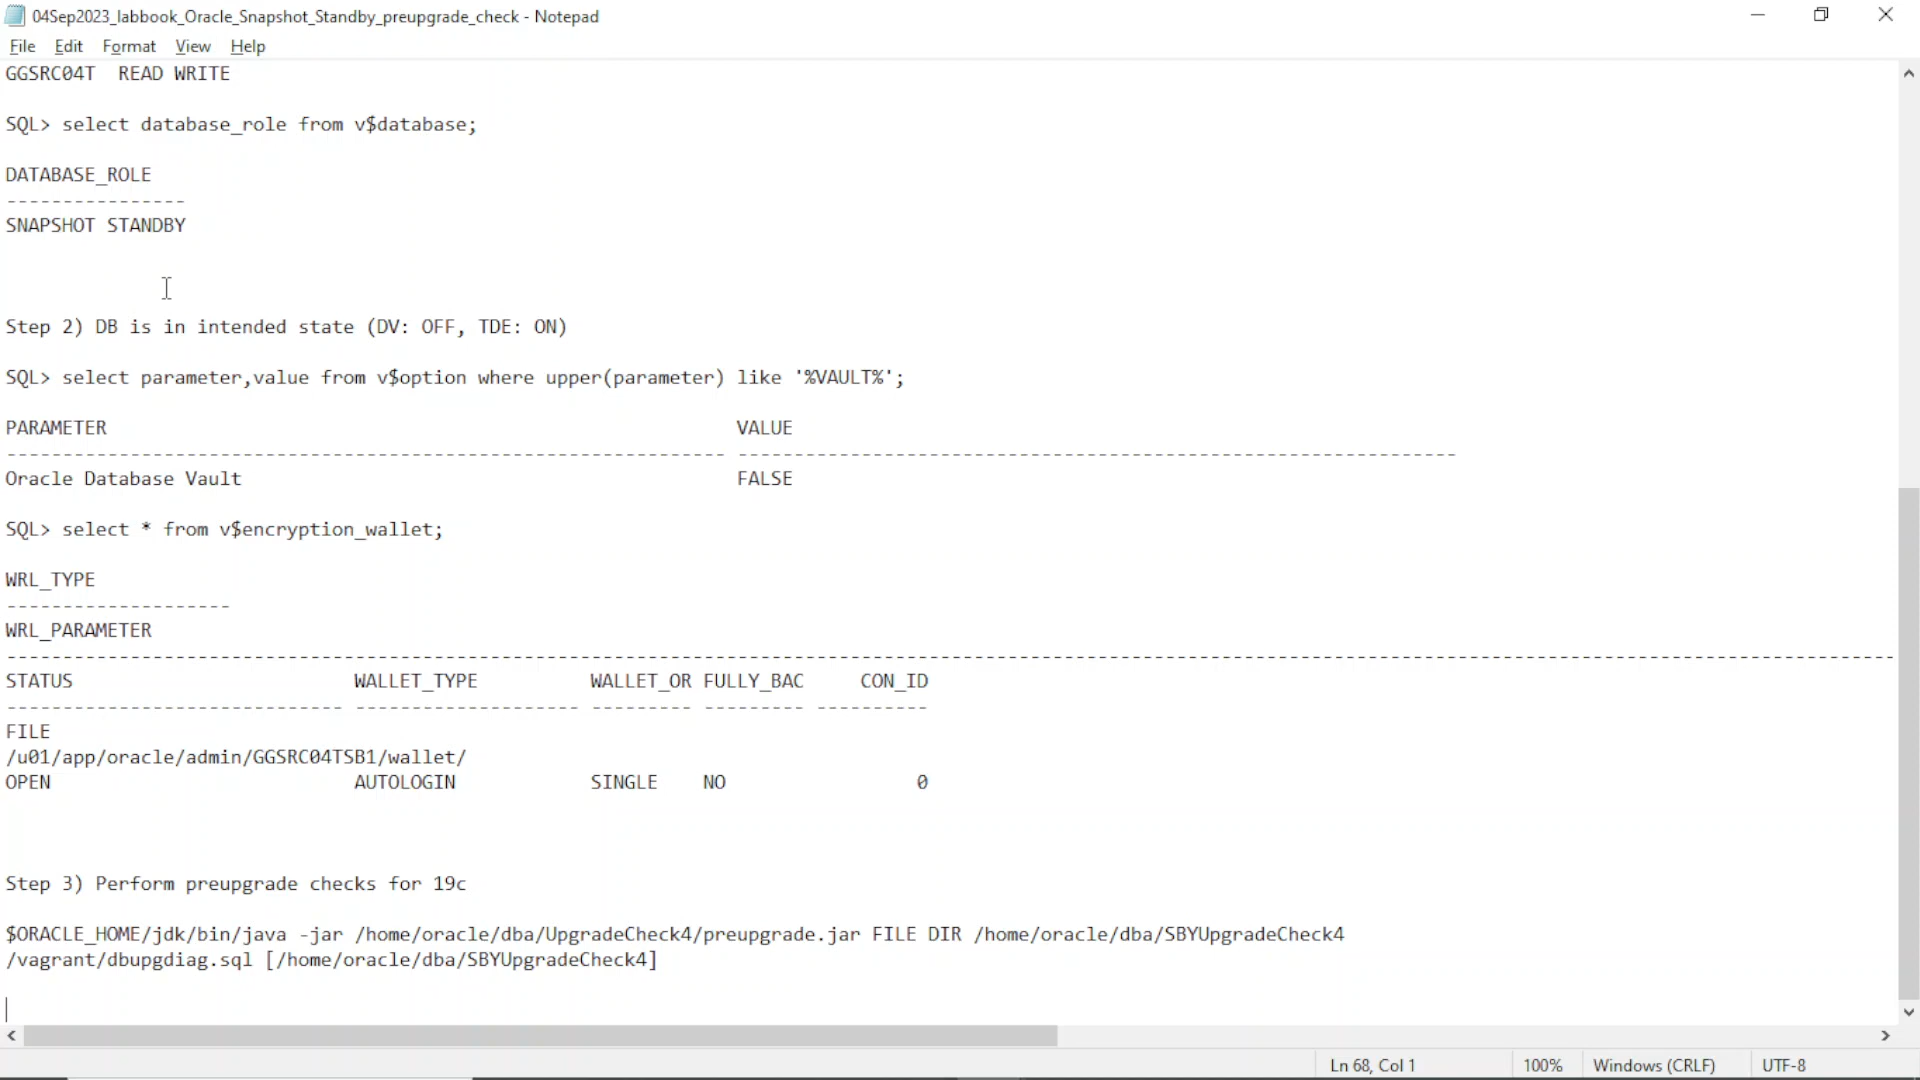 04Sep2023_labbook_Oracle_Snapshot_Standby_preupgrade_check - Notepad
File Edit Format View Help
GGSRC04T  READ WRITE
SQL> select database_role from v$database;
DATABASE_ROLE
----------------
SNAPSHOT STANDBY
Step 2) DB is in intended state (DV: OFF, TDE: ON)
SQL> select parameter,value from v$option where upper(parameter) like '%VAULT%';
PARAMETER                                                        VALUE
---------------------------------------------------------------- ----------------------------------------------------------------
Oracle Database Vault                                            FALSE
SQL> select * from v$encryption_wallet;
WRL_TYPE
--------------------
WRL_PARAMETER
------------------------------------------------------------------------------------------------------------------------------------------------------------------------
STATUS                         WALLET_TYPE          WALLET_OR FULLY_BAC     CON_ID
------------------------------ -------------------- --------- --------- ----------
FILE
/u01/app/oracle/admin/GGSRC04TSB1/wallet/
OPEN                           AUTOLOGIN            SINGLE    NO                 0
Step 3) Perform preupgrade checks for 19c
$ORACLE_HOME/jdk/bin/java -jar /home/oracle/dba/UpgradeCheck4/preupgrade.jar FILE DIR /home/oracle/dba/SBYUpgradeCheck4
/vagrant/dbupgdiag.sql [/home/oracle/dba/SBYUpgradeCheck4]
Ln 68, Col 1 100% Windows (CRLF) UTF-8